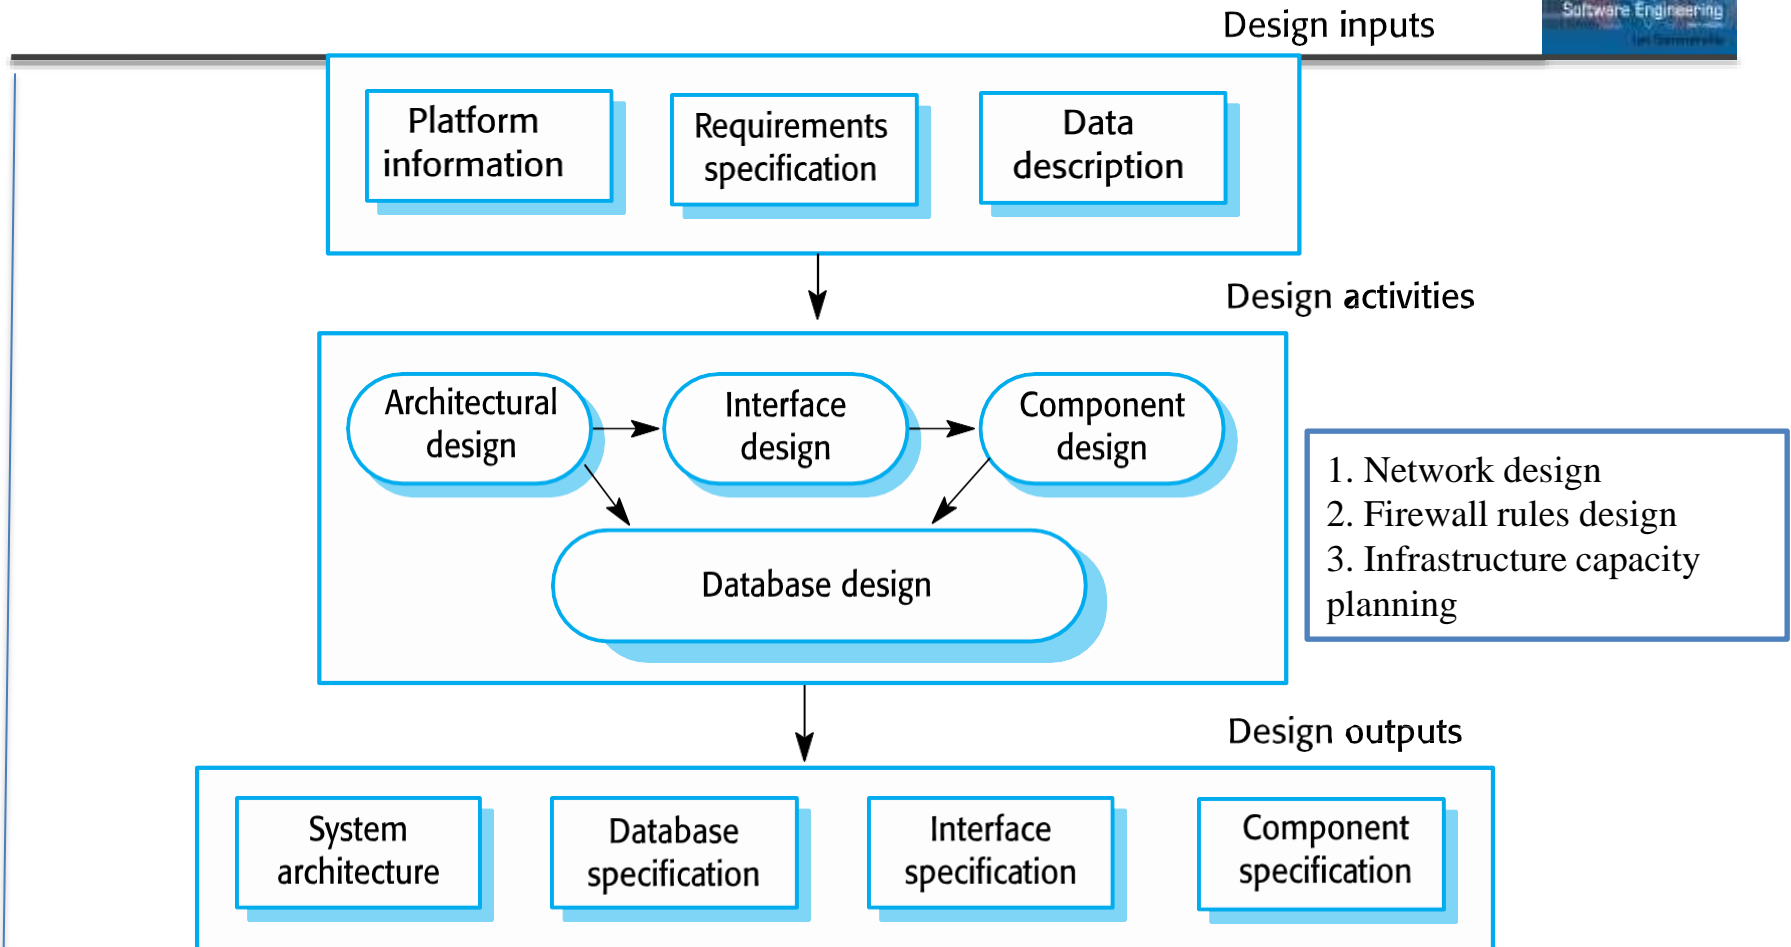 Design inputs
Software Engineering
Ian Sommerville
Platform
information
Requirements
specification
Data
description
Design activities
Architectural
design
Interface
design
Component
design
1. Network design
2. Firewall rules design
3. Infrastructure capacity
planning
Database design
Design outputs
System
architecture
Database
specification
Interface
specification
Component
specification